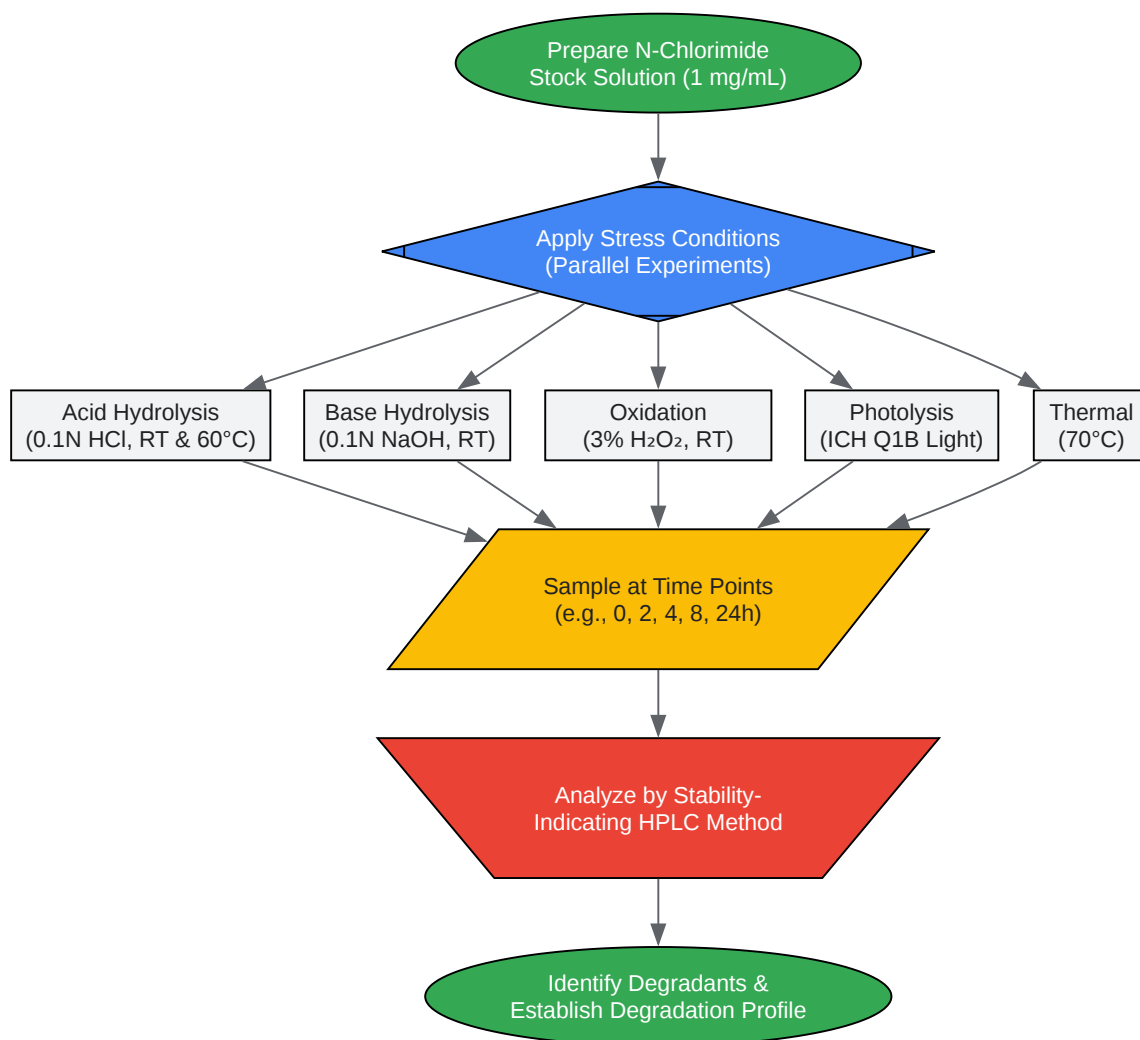 Prepare N-Chlorimide
Stock Solution (1 mg/mL)
Apply Stress Conditions
(Parallel Experiments)
Acid Hydrolysis
(0.1N HCl, RT & 60°C)
Base Hydrolysis
(0.1N NaOH, RT)
Oxidation
(3% H₂O₂, RT)
Photolysis
(ICH Q1B Light)
Thermal
(70°C)
Sample at Time Points
(e.g., 0, 2, 4, 8, 24h)
Analyze by Stability-
Indicating HPLC Method
Identify Degradants &
Establish Degradation Profile